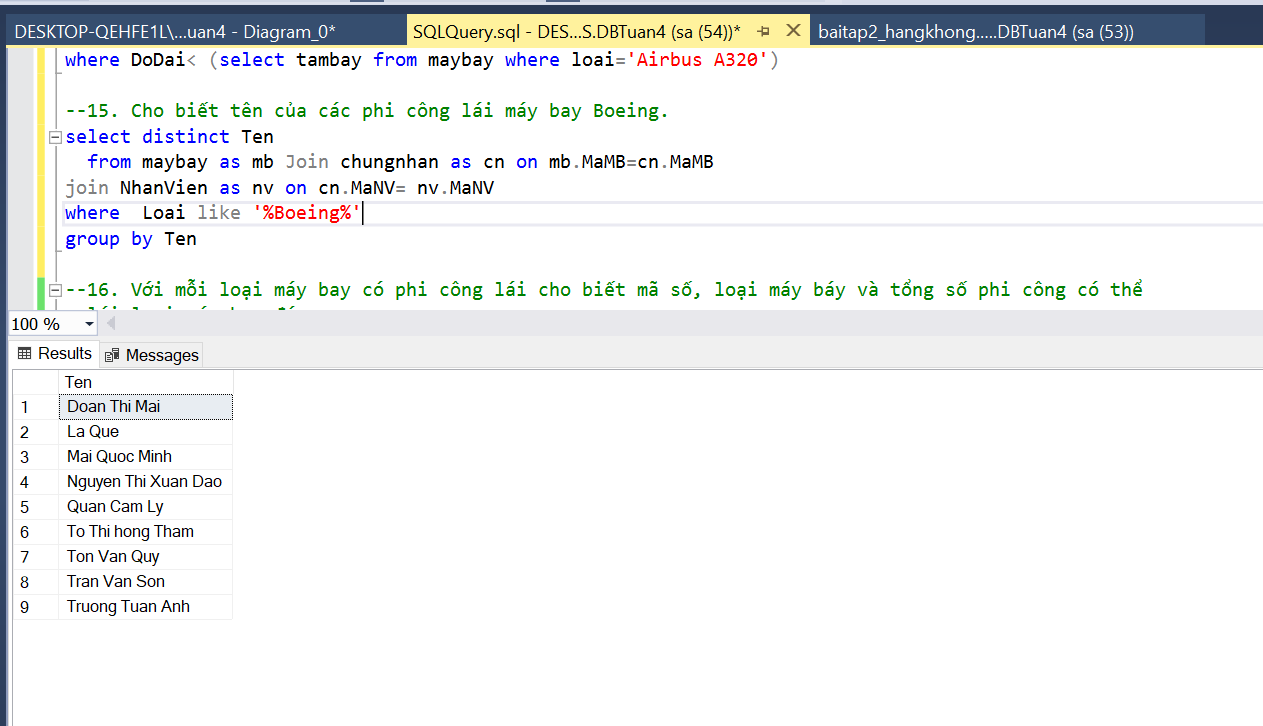 DESKTOP-QEHFE1L\...uan4 - Diagram_0*
SQLQuery.sql - DES...S.DBTuan4 (sa (54))*
baitap2_hangkhong.....DBTuan4 (sa (53))
where DoDai< (select tambay from maybay where loai='Airbus A320')
--15. Cho biết tên của các phi công lái máy bay Boeing.
select distinct Ten
from maybay as mb Join chungnhan as cn on mb.MaMB=cn.MaMB
join NhanVien as nv on cn.MaNV= nv.MaNV
where Loai like '%Boeing%'
group by Ten
--16. Với mỗi loại máy bay có phi công lái cho biết mã số, loại máy báy và tổng số phi công có thể
100 %
Results
Messages
Ten
1 Doan Thi Mai
2 La Que
3 Mai Quoc Minh
4 Nguyen Thi Xuan Dao
5 Quan Cam Ly
6 To Thi hong Tham
7 Ton Van Quy
8 Tran Van Son
9 Truong Tuan Anh